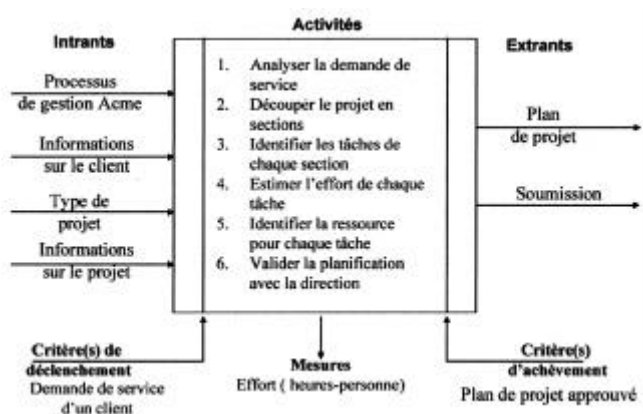 Activités
Intrants
Extrants
Processus
de gestion Acme
Informations
sur le client
Type de
projet
Informations
sur le projet
1. Analyser la demande de
service
2. Découper le projet en
sections
3. Identifier les tâches de
chaque section
4. Estimer l'effort de chaque
tâche
5. Identifier la ressource
pour chaque tâche
6. Valider la planification
avec la direction
Plan
de projet
Soumission
Critère(s) de
déclenchement
Demande de service
d'un client
Mesures
Effort ( heures-personne)
Critère(s)
d'achèvement
Plan de projet approuvé